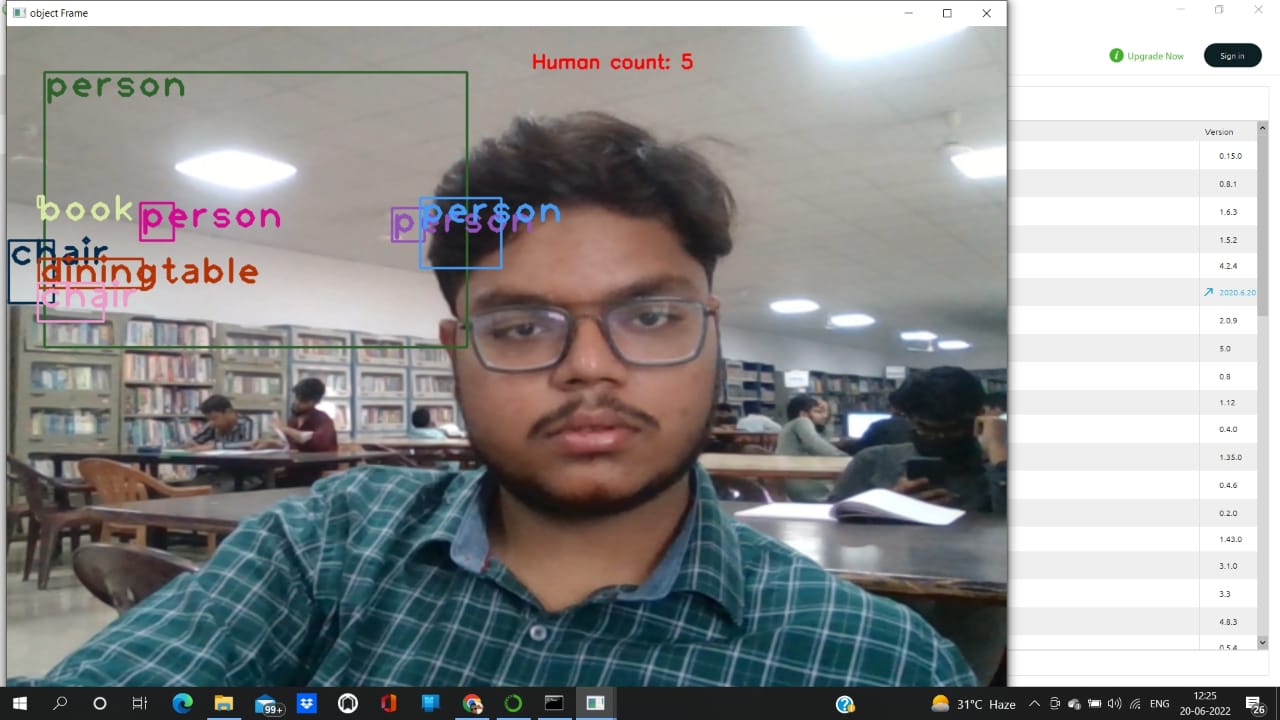 object Frame
Upgrade Now
Sign in
Human count: 5
person
book
person
person
person
chair
diningtable
chair
Version
0.15.0
0.8.1
1.6.3
1.5.2
4.2.4
2020.6.20
2.0.9
5.0
0.8
1.12
0.4.0
1.35.0
0.4.6
0.2.0
1.43.0
3.1.0
3.3
4.8.3
0.5.4
99+
31°C Haze
ENG
12:25
20-06-2022
26